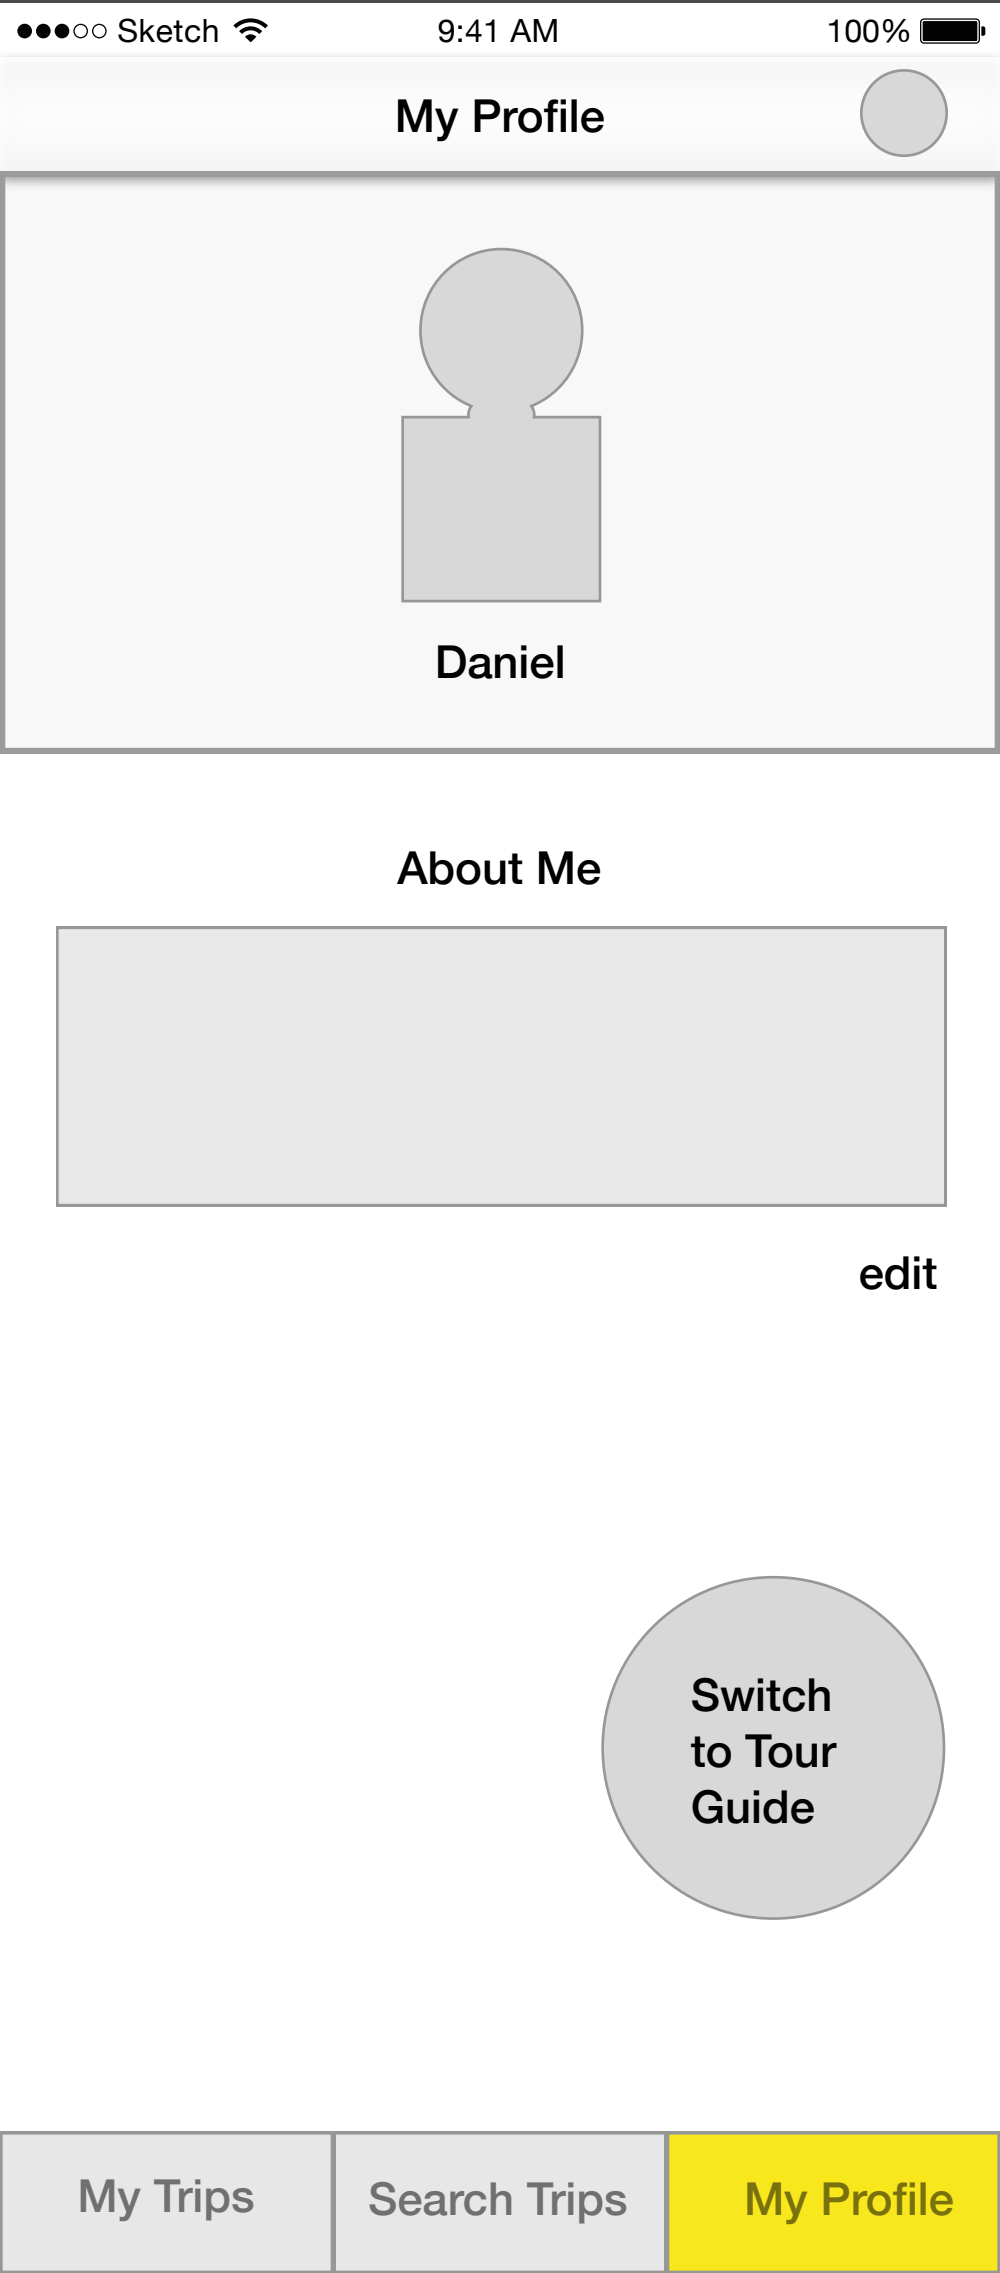 Sketch 9:41 AM 100%
My Profile
Daniel
About Me
edit
Switch
to Tour
Guide
My Trips Search Trips My Profile